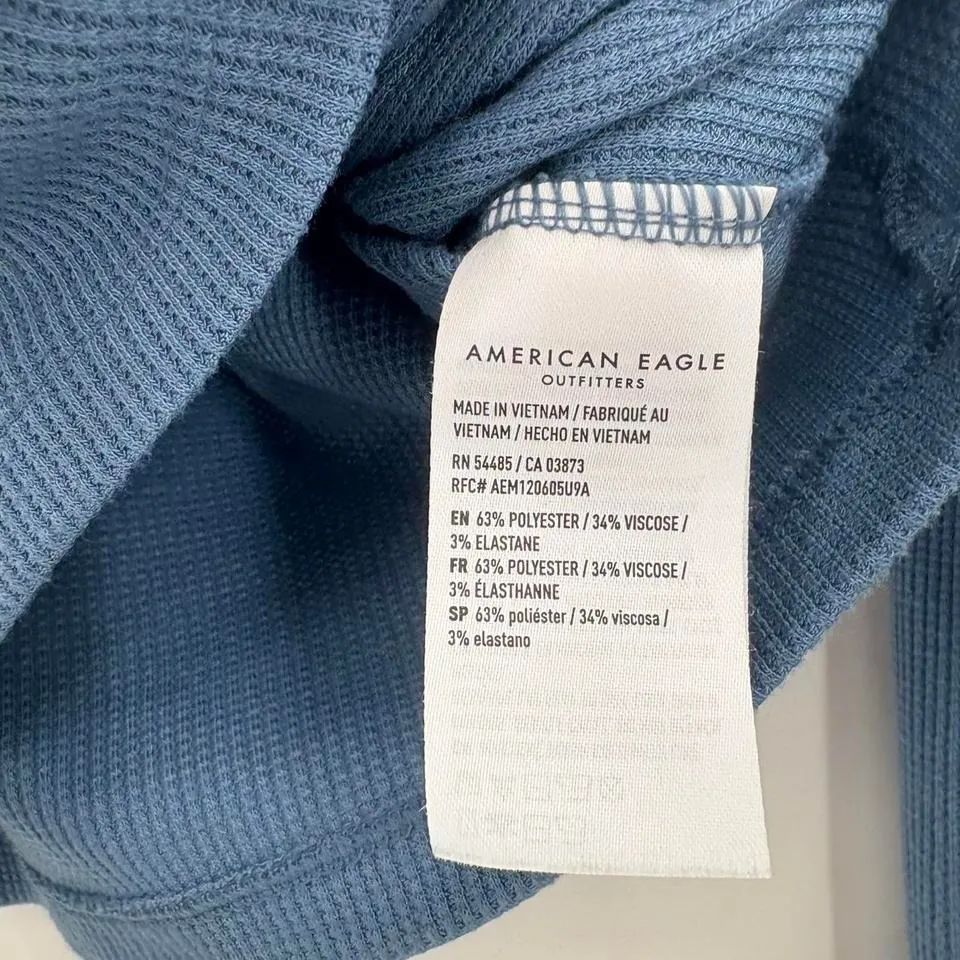 AMERICAN EAGLE
OUTFITTERS
MADE IN VIETNAM / FABRIQUÉ AU
VIETNAM / HECHO EN VIETNAM
RN 54485 / CA 03873
RFC# AEM120605U9A
EN 63% POLYESTER / 34% VISCOSE /
3% ELASTANE
FR 63% POLYESTER / 34% VISCOSE /
3% ÉLASTHANNE
SP 63% poliéster / 34% viscosa /
3% elastano